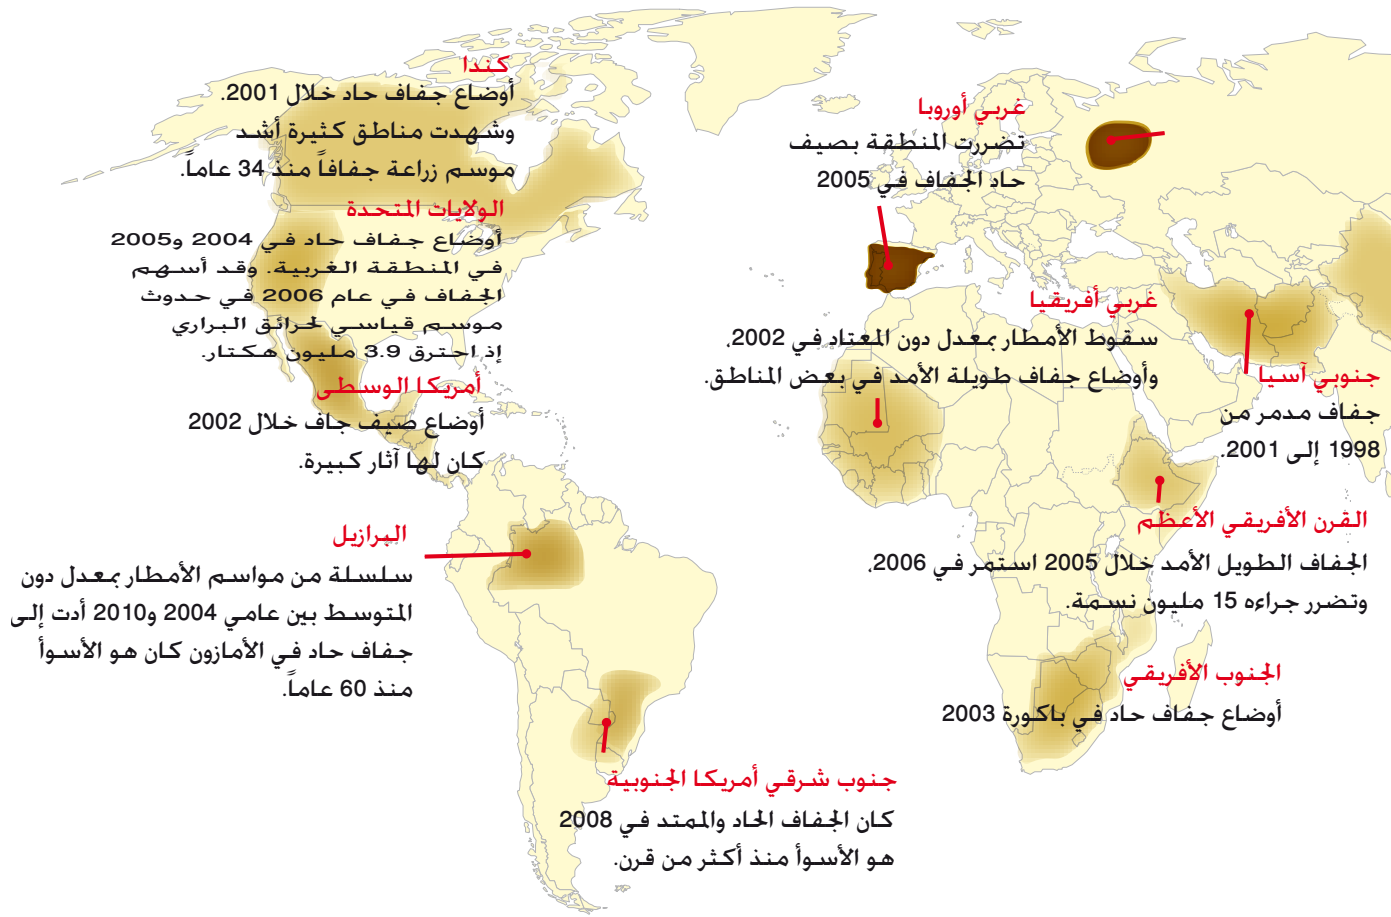 كندا
أوضاع جفاف حاد خلال 2001.
وشهدت مناطق كثيرة أشد
موسم زراعة جفافاً منذ 34 عاماً.
الولايات المتحدة
أوضاع جفاف حاد في 2004 و2005
في المنطقة الغربية. وقد أسهم
الجفاف في عام 2006 في حدوث
موسم قياسي لحرائق البراري
إذ احترق 3.9 مليون هكتار.
أمريكا الوسطى
أوضاع صيف جاف خلال 2002
كان لها آثار كبيرة.
البرازيل
سلسلة من مواسم الأمطار بمعدل دون
المتوسط بين عامي 2004 و2010 أدت إلى
جفاف حاد في الأمازون كان هو الأسوأ
منذ 60 عاماً.
جنوب شرقي أمريكا الجنوبية
كان الجفاف الحاد والممتد في 2008
هو الأسوأ منذ أكثر من قرن.
غربي أوروبا
تضررت المنطقة بصيف
حاد الجفاف في 2005
غربي أفريقيا
سقوط الأمطار بمعدل دون المعتاد في 2002،
وأوضاع جفاف طويلة الأمد في بعض المناطق.
جنوبي آسيا
جفاف مدمر من
1998 إلى 2001.
القرن الأفريقي الأعظم
الجفاف الطويل الأمد خلال 2005 استمر في 2006،
وتضرر جراءه 15 مليون نسمة.
الجنوب الأفريقي
أوضاع جفاف حاد في باكورة 2003